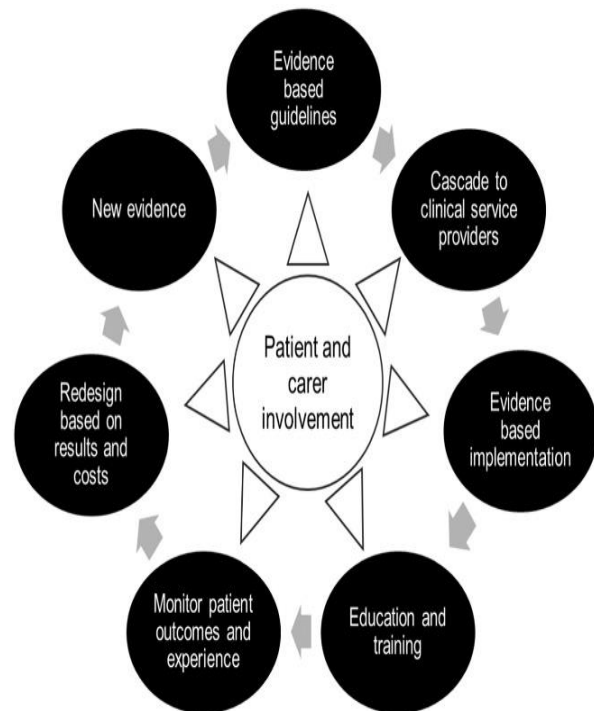 Evidence
based
guidelines
Cascade to
clinical service
providers
Evidence
based
implementation
Education and
training
Monitor patient
outcomes and
experience
Redesign
based on
results and
costs
New evidence
Patient and
carer
involvement